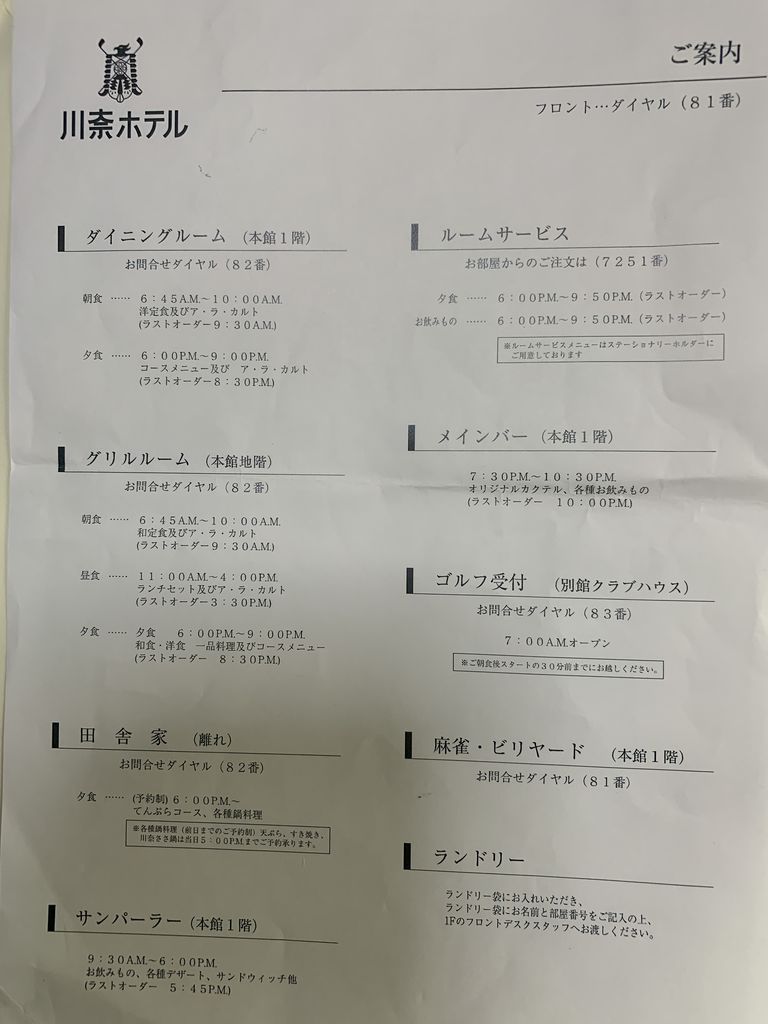 川奈ホテル
ご案内
フロント…ダイヤル（８１番）
ダイニングルーム （本館１階）
お問合せダイヤル（８２番）
朝食 …… ６：４５A.M.～１０：００A.M.
洋定食及びア・ラ・カルト
(ラストオーダー９：３０A.M.)
夕食 …… ６：００P.M.～９：００P.M.
コースメニュー及び ア・ラ・カルト
(ラストオーダー８：３０P.M.)
グリルルーム （本館地階）
お問合せダイヤル（８２番）
朝食 …… ６：４５A.M.～１０：００A.M.
和定食及びア・ラ・カルト
(ラストオーダー９：３０A.M.)
昼食 …… １１：００A.M.～４：００P.M.
ランチセット及びア・ラ・カルト
(ラストオーダー３：３０P.M.)
夕食 …… 夕食 ６：００P.M.～９：００P.M.
和食・洋食 一品料理及びコースメニュー
(ラストオーダー ８：３０P.M.)
田 舎 家 （離れ）
お問合せダイヤル（８２番）
夕食 …… (予約制) ６：００P.M.～
てんぷらコース、各種鍋料理
※各種鍋料理（前日までのご予約制）天ぷら、すき焼き、
川奈ささ鍋は当日５：００P.M.までご予約承ります。
サンパーラー （本館１階）
９：３０A.M.～６：００P.M.
お飲みもの、各種デザート、サンドウィッチ他
(ラストオーダー ５：４５P.M.)
ルームサービス
お部屋からのご注文は（７２５１番）
夕食 …… ６：００P.M.～９：５０P.M.（ラストオーダー）
お飲みもの …… ６：００P.M.～９：５０P.M.（ラストオーダー）
※ルームサービスメニューはステーショナリーホルダーに
ご用意しております
メインバー （本館１階）
７：３０P.M.～１０：３０P.M.
オリジナルカクテル、各種お飲みもの
(ラストオーダー １０：００P.M.)
ゴルフ受付 （別館クラブハウス）
お問合せダイヤル（８３番）
７：００A.M.オープン
※ご朝食後スタートの３０分前までにお越しください。
麻雀・ビリヤード （本館１階）
お問合せダイヤル（８１番）
ランドリー
ランドリー袋にお入れいただき、
ランドリー袋にお名前と部屋番号をご記入の上、
1Fのフロントデスクスタッフへお渡しください。